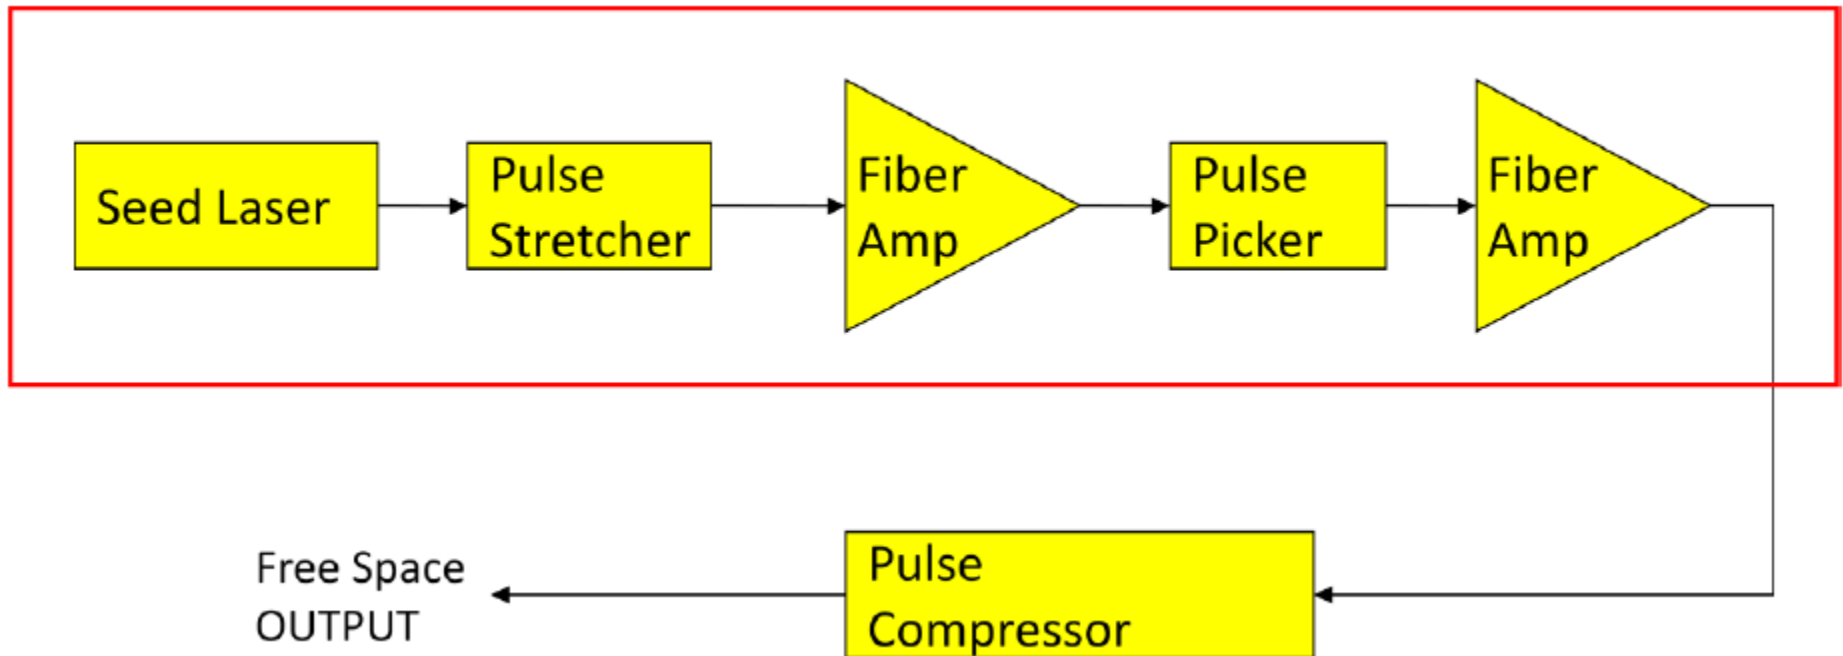 Seed Laser
Pulse
Stretcher
Fiber
Amp
Pulse
Picker
Fiber
Amp
Free Space
OUTPUT
Pulse
Compressor